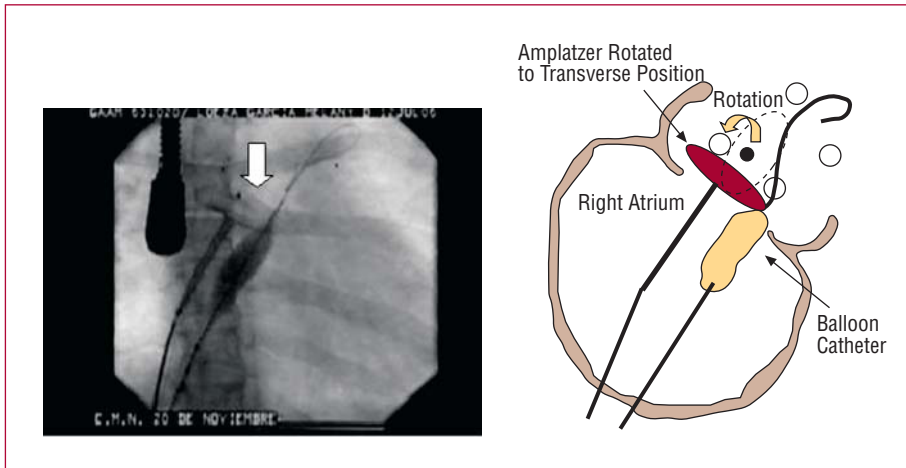 C.M.N. 20 DE NOVIEMBRE
Amplatzer Rotated
to Transverse Position
Rotation
Right Atrium
Balloon
Catheter